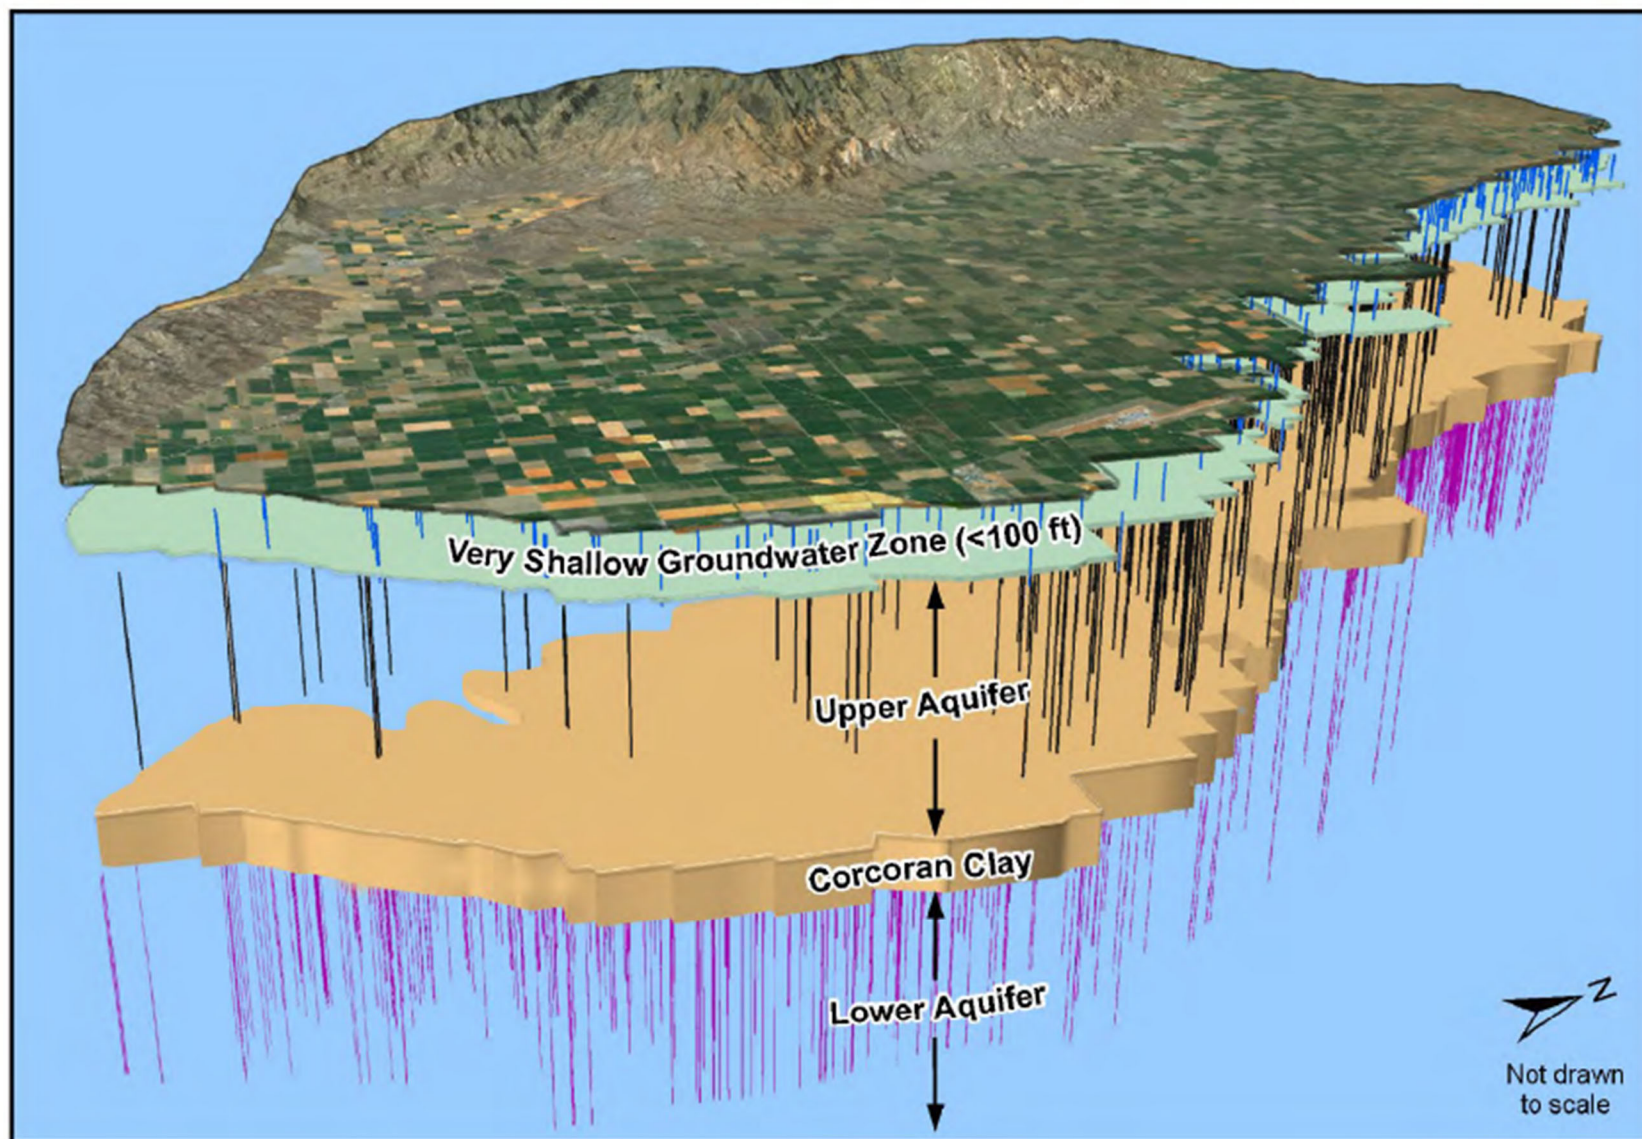 Very Shallow Groundwater Zone (<100 ft)
Upper Aquifer
Corcoran Clay
Lower Aquifer
Z
Not drawn
to scale